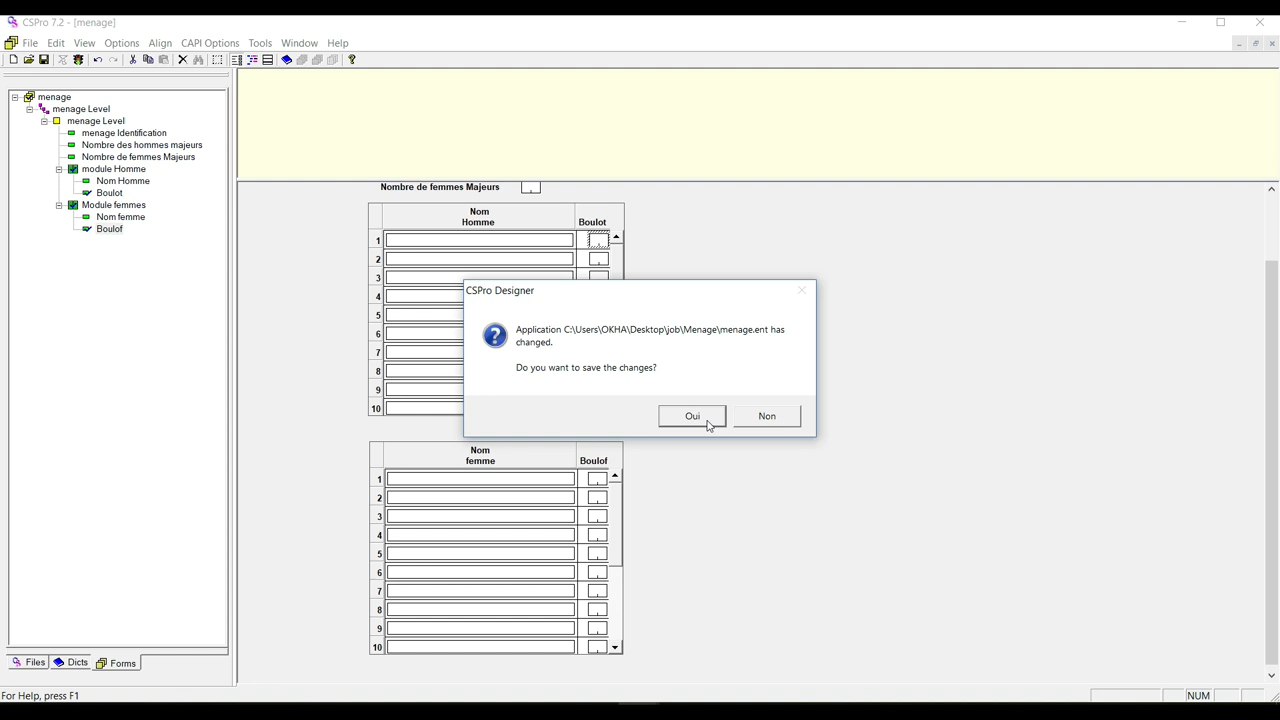 CSPro 7.2 - [menage]
File Edit View Options Align CAPI Options Tools Window Help
menage
menage Level
menage Level
menage Identification
Nombre des hommes majeurs
Nombre de femmes Majeurs
module Homme
Nom Homme
Boulot
Module femmes
Nom femme
Boulof
Files Dicts Forms
Nombre de femmes Majeurs
Nom
Homme Boulot
1
2
3
4
5
6
7
8
9
10
CSPro Designer
Application C:\Users\OKHA\Desktop\job\Menage\menage.ent has
changed.
Do you want to save the changes?
Oui Non
Nom
femme Boulof
1
2
3
4
5
6
7
8
9
10
For Help, press F1 NUM